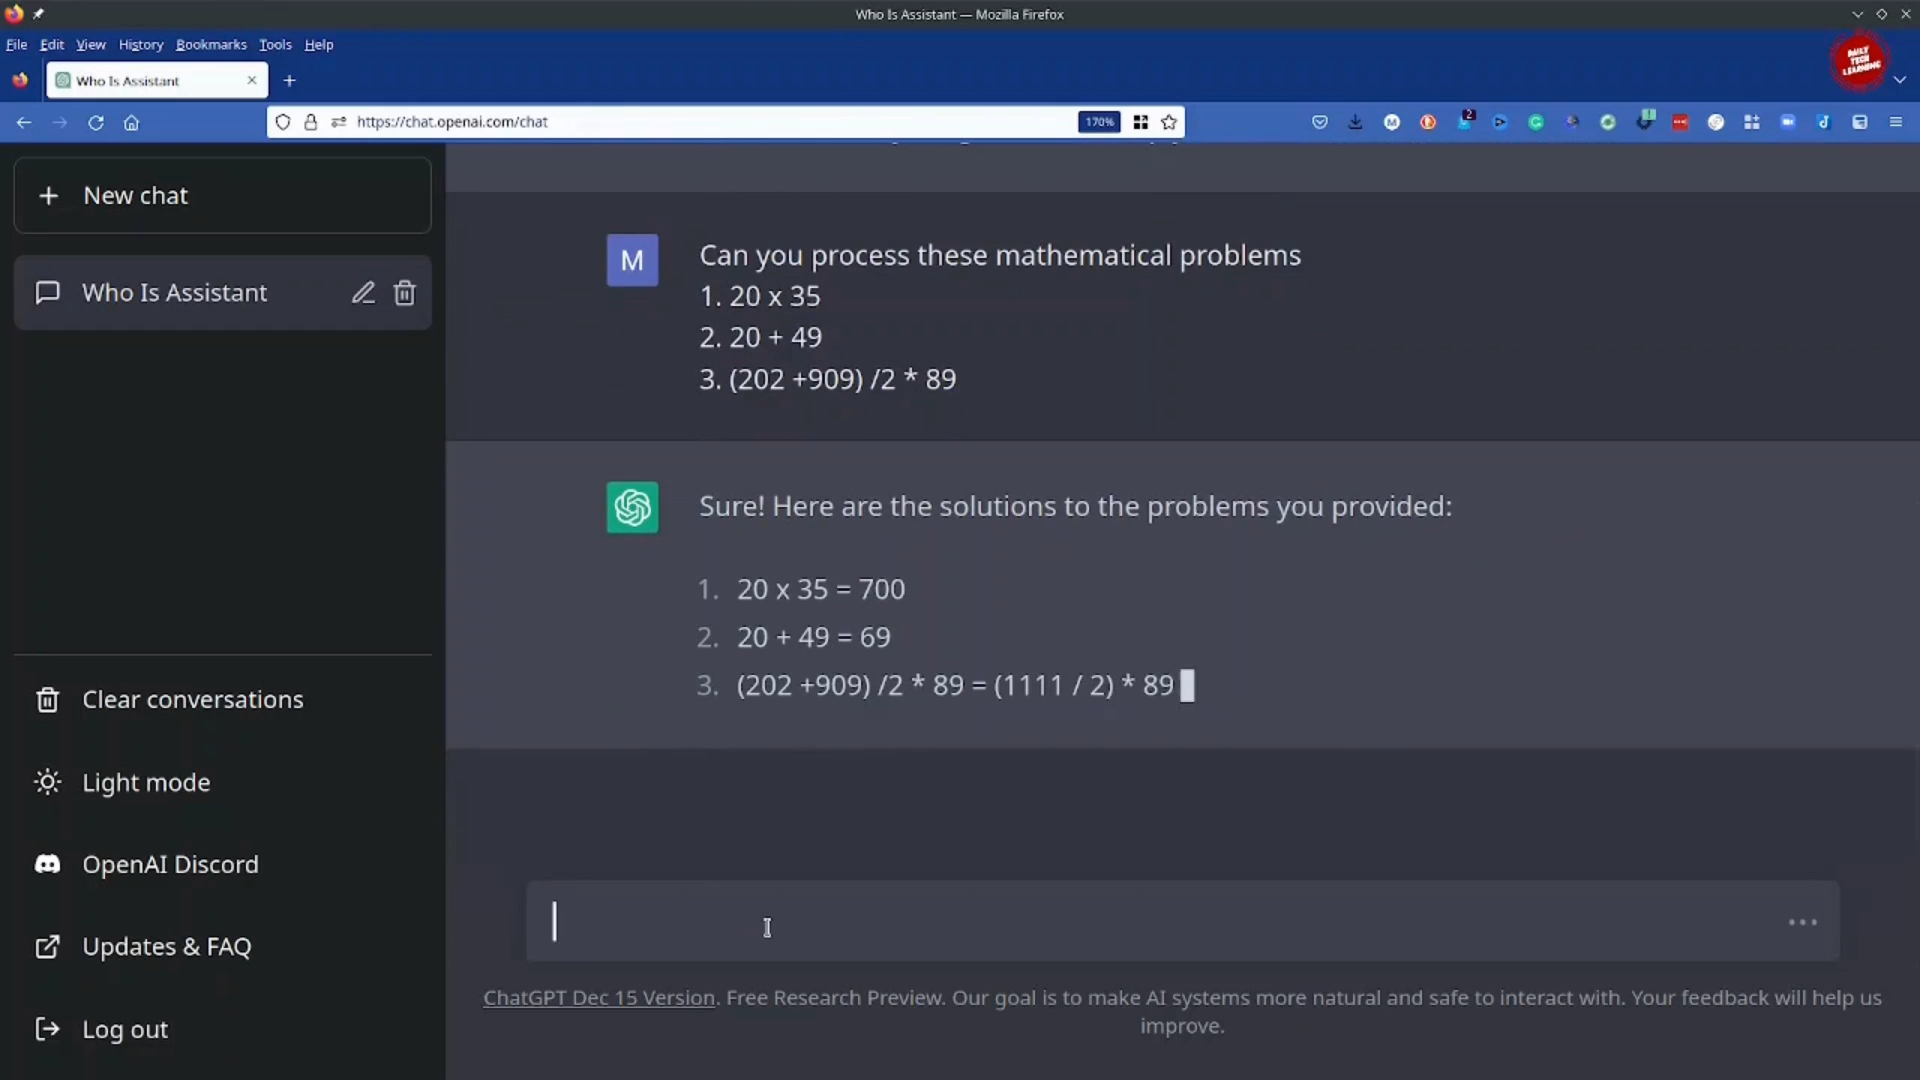 Who Is Assistant — Mozilla Firefox
File Edit View History Bookmarks Tools Help
DAILY
TECH
LEARNING
Who Is Assistant
https://chat.openai.com/chat
170%
2
New chat
Who Is Assistant
M
Can you process these mathematical problems
1. 20 x 35
2. 20 + 49
3. (202 +909) /2 * 89
Sure! Here are the solutions to the problems you provided:
1. 20 x 35 = 700
2. 20 + 49 = 69
3. (202 +909) /2 * 89 = (1111 / 2) * 89
Clear conversations
Light mode
OpenAI Discord
Updates & FAQ
Log out
ChatGPT Dec 15 Version. Free Research Preview. Our goal is to make AI systems more natural and safe to interact with. Your feedback will help us
improve.